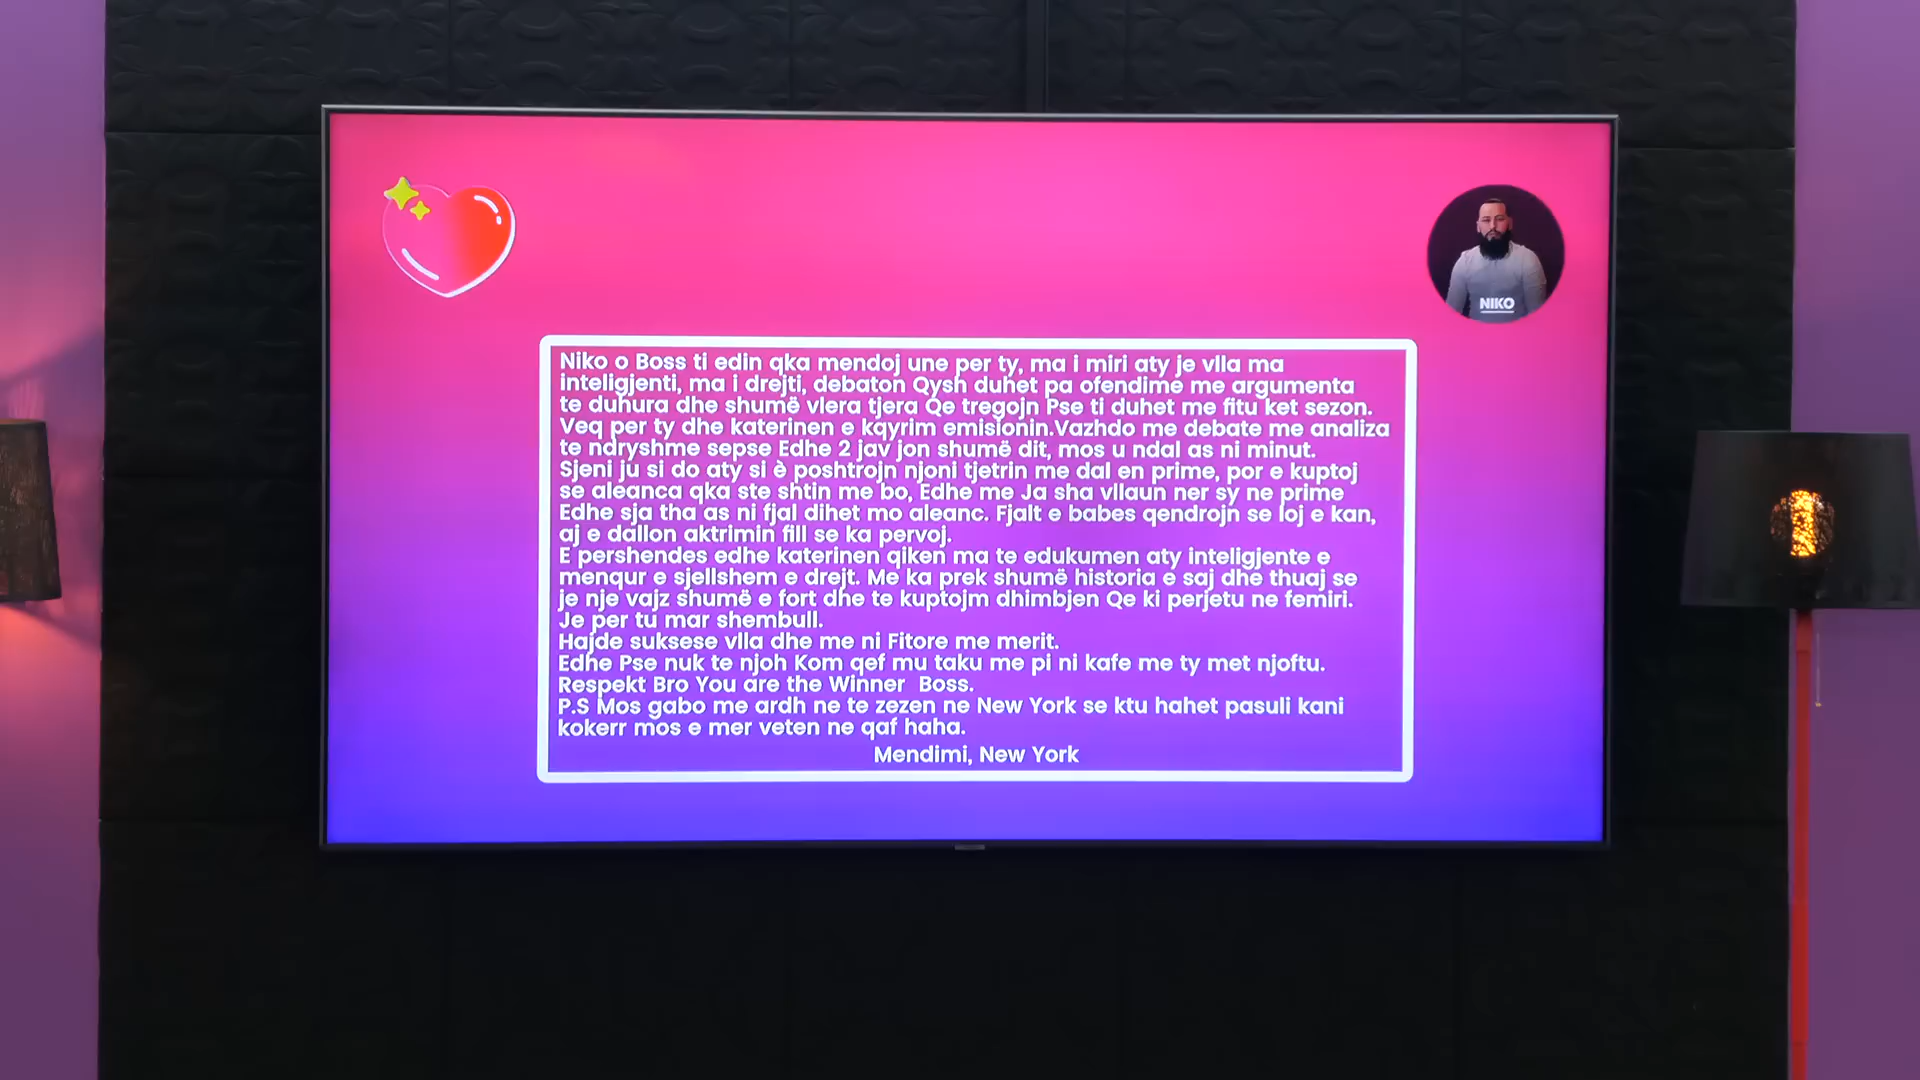 NIKO
Niko o Boss ti edin qka mendoj une per ty, ma i miri aty je vlla ma
inteligjenti, ma i drejti, debaton Qysh duhet pa ofendime me argumenta
te duhura dhe shumë vlera tjera Qe tregojn Pse ti duhet me fitu ket sezon.
Veq per ty dhe katerinen e kqyrim emisionin.Vazhdo me debate me analiza
te ndryshme sepse Edhe 2 jav jon shumë dit, mos u ndal as ni minut.
Sjeni ju si do aty si è poshtrojn njoni tjetrin me dal en prime, por e kuptoj
se aleanca qka ste shtin me bo, Edhe me Ja sha vllaun ner sy ne prime
Edhe sja tha as ni fjal dihet mo aleanc. Fjalt e babes qendrojn se loj e kan,
aj e dallon aktrimin fill se ka pervoj.
E pershendes edhe katerinen qiken ma te edukumen aty inteligjente e
menqur e sjellshem e drejt. Me ka prek shumë historia e saj dhe thuaj se
je nje vajz shumë e fort dhe te kuptojm dhimbjen Qe ki perjetu ne femiri.
Je per tu mar shembull.
Hajde suksese vlla dhe me ni Fitore me merit.
Edhe Pse nuk te njoh Kom qef mu taku me pi ni kafe me ty met njoftu.
Respekt Bro You are the Winner  Boss.
P.S Mos gabo me ardh ne te zezen ne New York se ktu hahet pasuli kani
kokerr mos e mer veten ne qaf haha.
Mendimi, New York